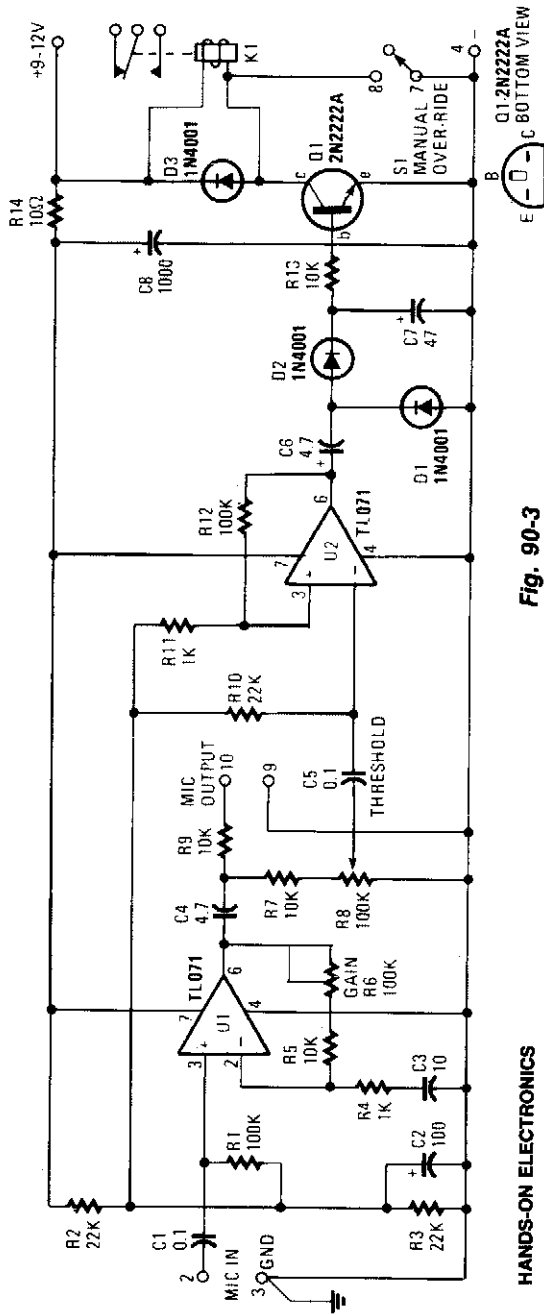 +9-12V
R14
10Ω
K1
D3
1N4001
C8
1000
+
Q1
2N2222A
c
b
e
8
7
S1
MANUAL
OVER-RIDE
4
-
R13
10K
D2
1N4001
C7
47
+
D1
1N4001
C6
4.7
+
R12
100K
R11
1K
7
3
+
-
U2
6
4
TL071
R10
22K
C5
0.1
THRESHOLD
MIC
OUTPUT
10
9
R9
10K
C4
4.7
R7
10K
R8
100K
TL071
7
3
+
2
-
U1
6
4
GAIN
R6
100K
R5
10K
R4
1K
C3
10
C2
100
+
R1
100K
R2
22K
R3
22K
C1
0.1
2
MIC IN
3
GND
B
E
C
Q1-2N2222A
BOTTOM VIEW
HANDS-ON ELECTRONICS
Fig. 90-3